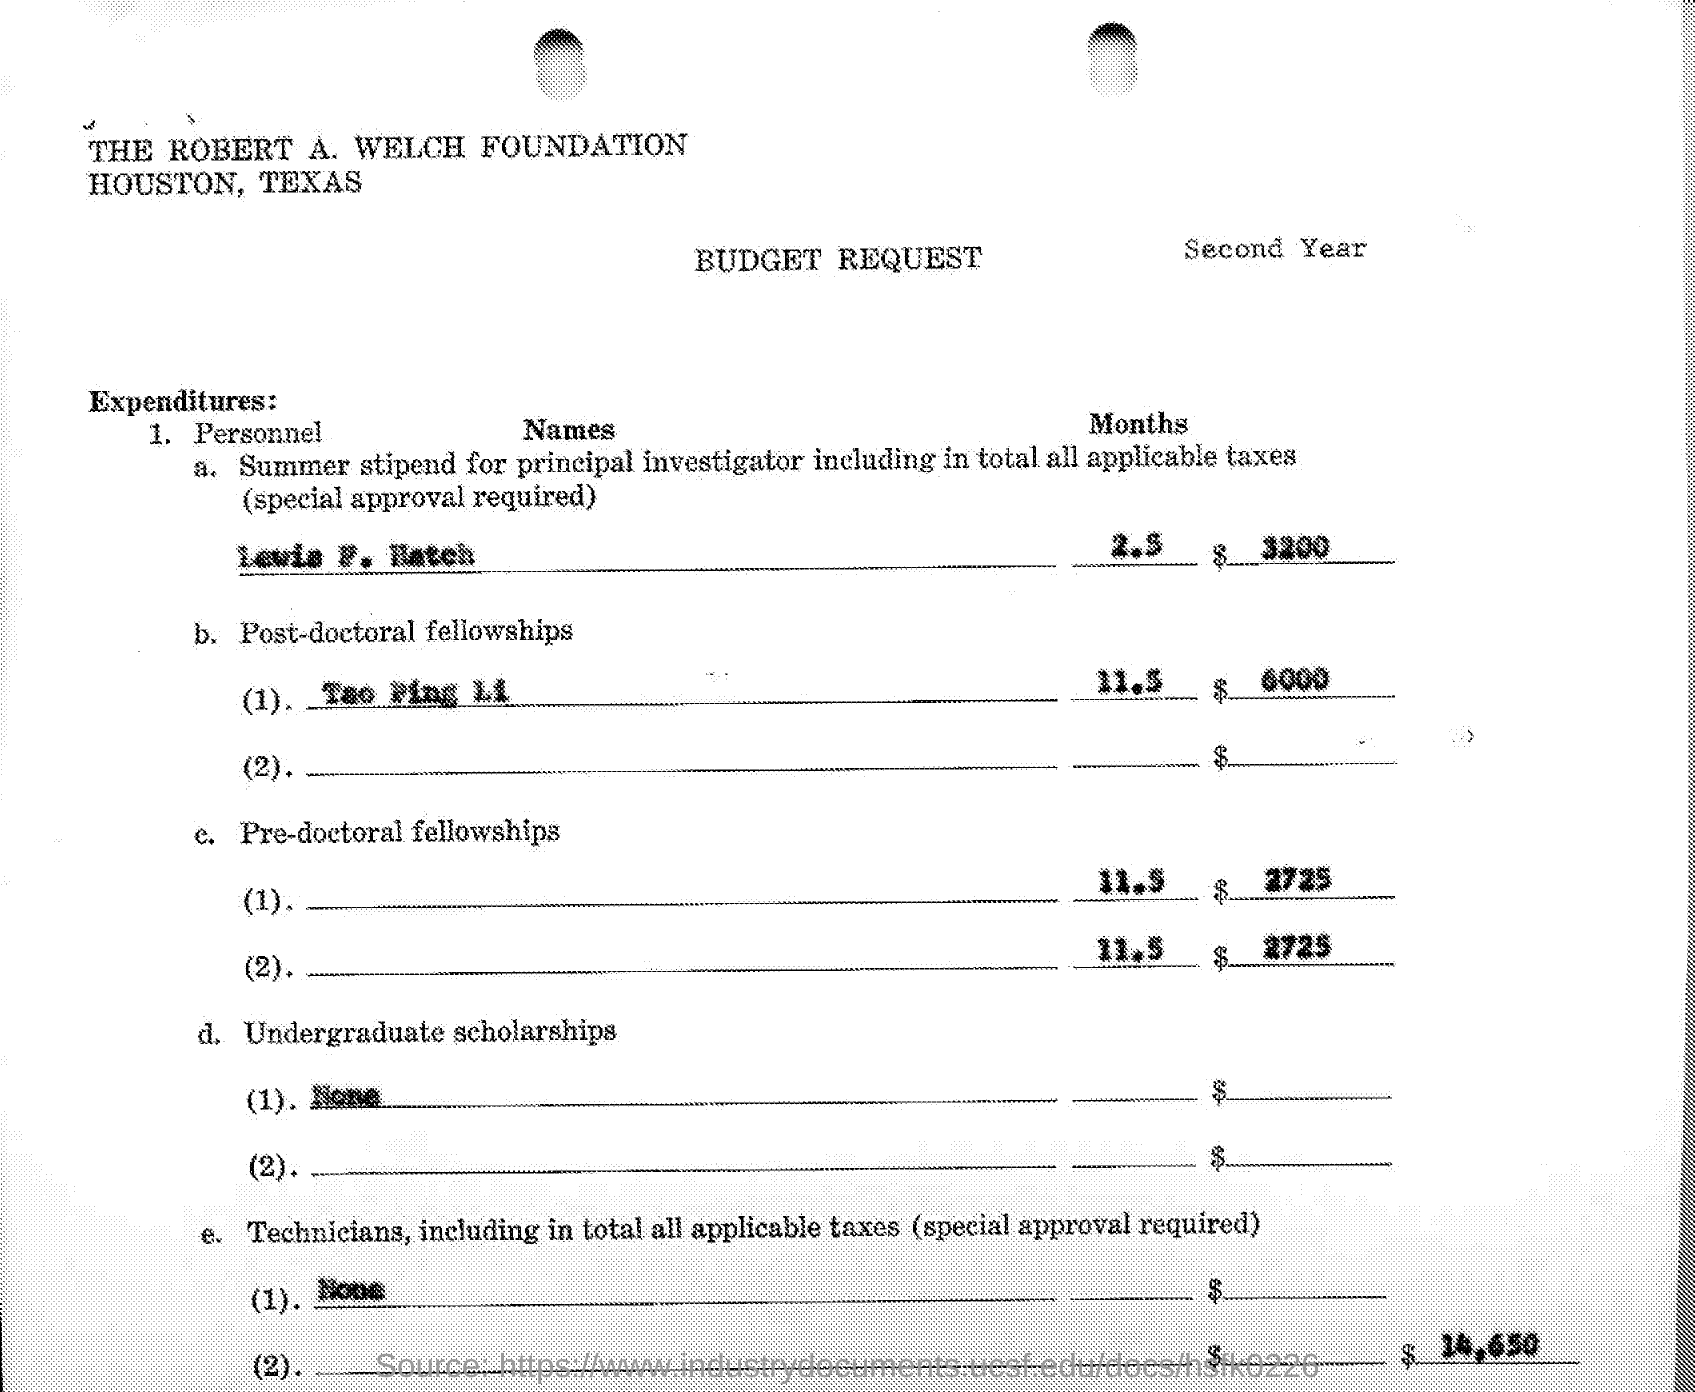 THE ROBERT A. WELCH FOUNDATION
HOUSTON, TEXAS
BUDGET REQUEST Second Year
Expenditures:
1. Personnel Names Months
a. Summer stipend for principal investigator including in total all applicable taxes
(special approval required)
Lewis F. Hatch 2.5 $ 3200
b. Post-doctoral fellowships
(1). Tao Ping Li 11.5 $ 6000
(2). $
c. Pre-doctoral fellowships
(1). 11.5 $ 2725
(2). 11.5 $ 2725
d. Undergraduate scholarships
(1). None $
(2). $
e. Technicians, including in total all applicable taxes (special approval required)
(1). None $
(2). $ $ 14,650
Source: https://www.industrydocuments.ucsf.edu/docs/hsfk0226